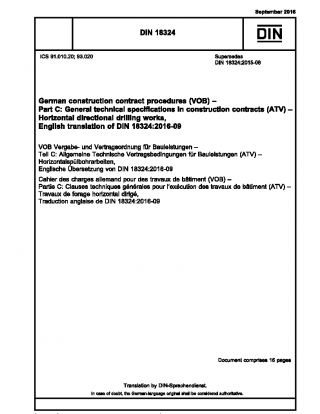 September 2016
DIN 18324
DIN
ICS 91.010.20; 93.020
Supersedes
DIN 18324:2015-08
German construction contract procedures (VOB) –
Part C: General technical specifications in construction contracts (ATV) –
Horizontal directional drilling works,
English translation of DIN 18324:2016-09
VOB Vergabe- und Vertragsordnung für Bauleistungen –
Teil C: Allgemeine Technische Vertragsbedingungen für Bauleistungen (ATV) –
Horizontalspülbohrarbeiten,
Englische Übersetzung von DIN 18324:2016-09
Cahier des charges allemand pour des travaux de bâtiment (VOB) –
Partie C: Clauses techniques générales pour l'exécution des travaux de bâtiment (ATV) –
Travaux de forage horizontal dirigé,
Traduction anglaise de DIN 18324:2016-09
Document comprises 16 pages
Translation by DIN-Sprachendienst.
In case of doubt, the German-language original shall be considered authoritative.